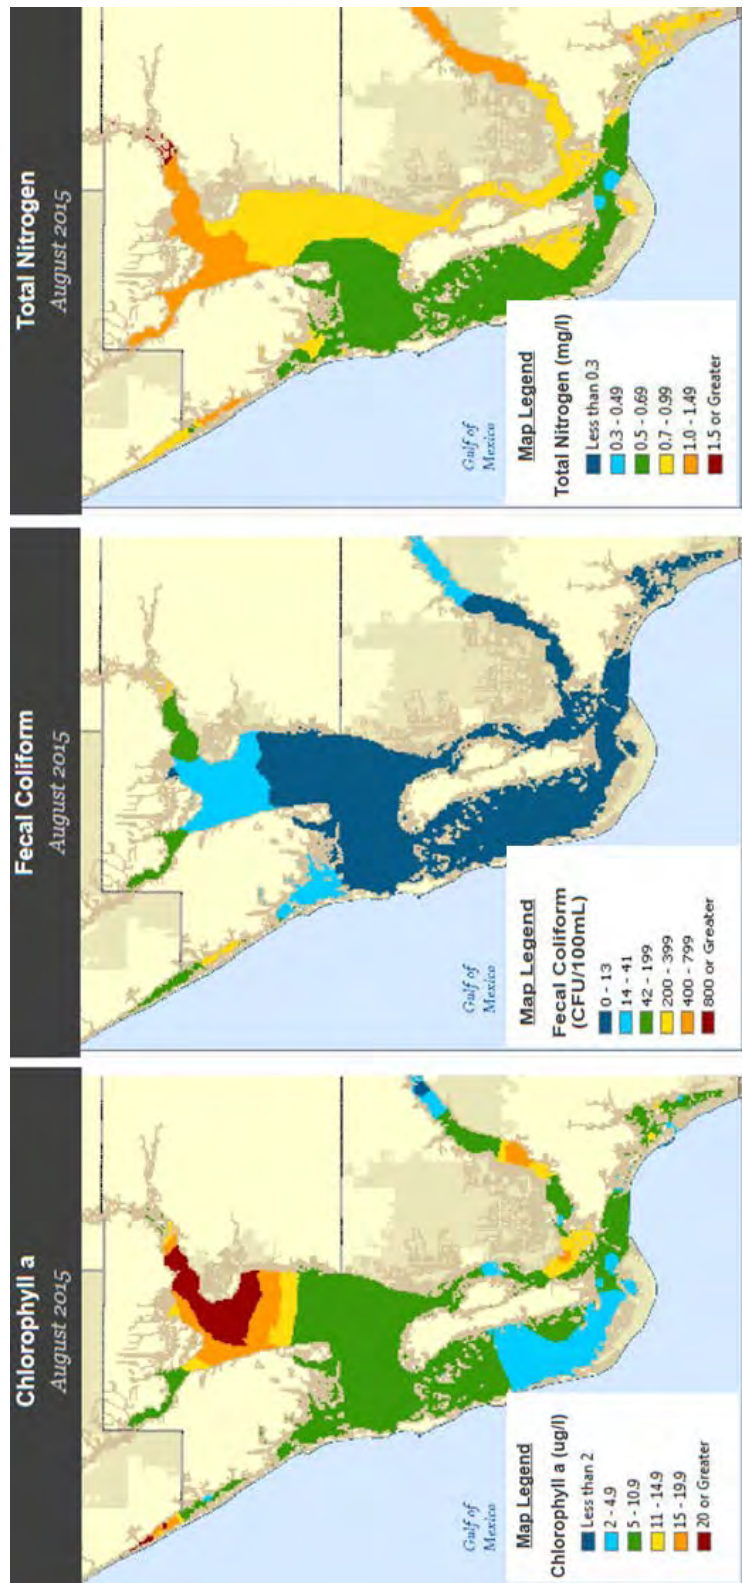 Chlorophyll a
August 2015
Gulf of
Mexico
Map Legend
Chlorophyll a (ug/l)
Less than 2
2 - 4.9
5 - 10.9
11 - 14.9
15 - 19.9
20 or Greater
Fecal Coliform
August 2015
Gulf of
Mexico
Map Legend
Fecal Coliform
(CFU/100mL)
0 - 13
14 - 41
42 - 199
200 - 399
400 - 799
800 or Greater
Total Nitrogen
August 2015
Gulf of
Mexico
Map Legend
Total Nitrogen (mg/l)
Less than 0.3
0.3 - 0.49
0.5 - 0.69
0.7 - 0.99
1.0 - 1.49
1.5 or Greater